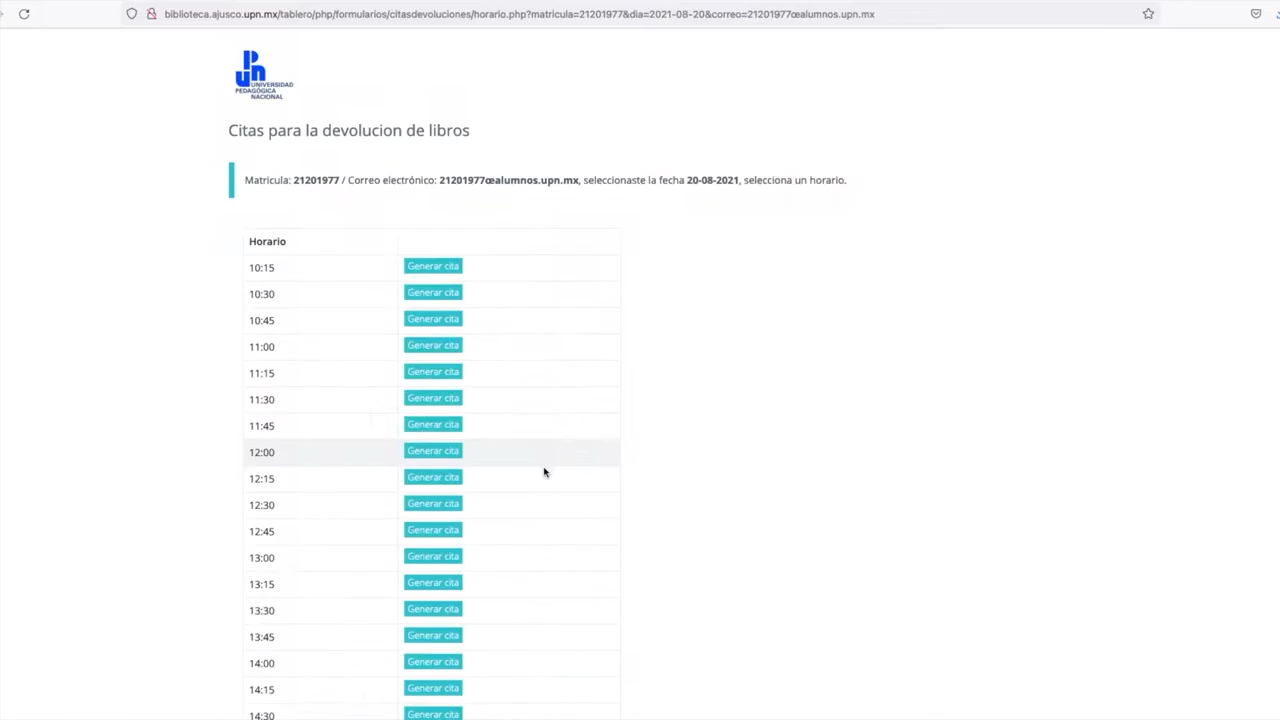 biblioteca.ajusco.upn.mx/tablero/php/formularios/citasdevoluciones/horario.php?matricula=21201977&dia=2021-08-20&correo=21201977œalumnos.upn.mx
UNIVERSIDAD
PEDAGÓGICA
NACIONAL
Citas para la devolucion de libros
Matricula: 21201977 / Correo electrónico: 21201977œalumnos.upn.mx, seleccionaste la fecha 20-08-2021, selecciona un horario.
Horario
10:15 Generar cita
10:30 Generar cita
10:45 Generar cita
11:00 Generar cita
11:15 Generar cita
11:30 Generar cita
11:45 Generar cita
12:00 Generar cita
12:15 Generar cita
12:30 Generar cita
12:45 Generar cita
13:00 Generar cita
13:15 Generar cita
13:30 Generar cita
13:45 Generar cita
14:00 Generar cita
14:15 Generar cita
14:30 Generar cita